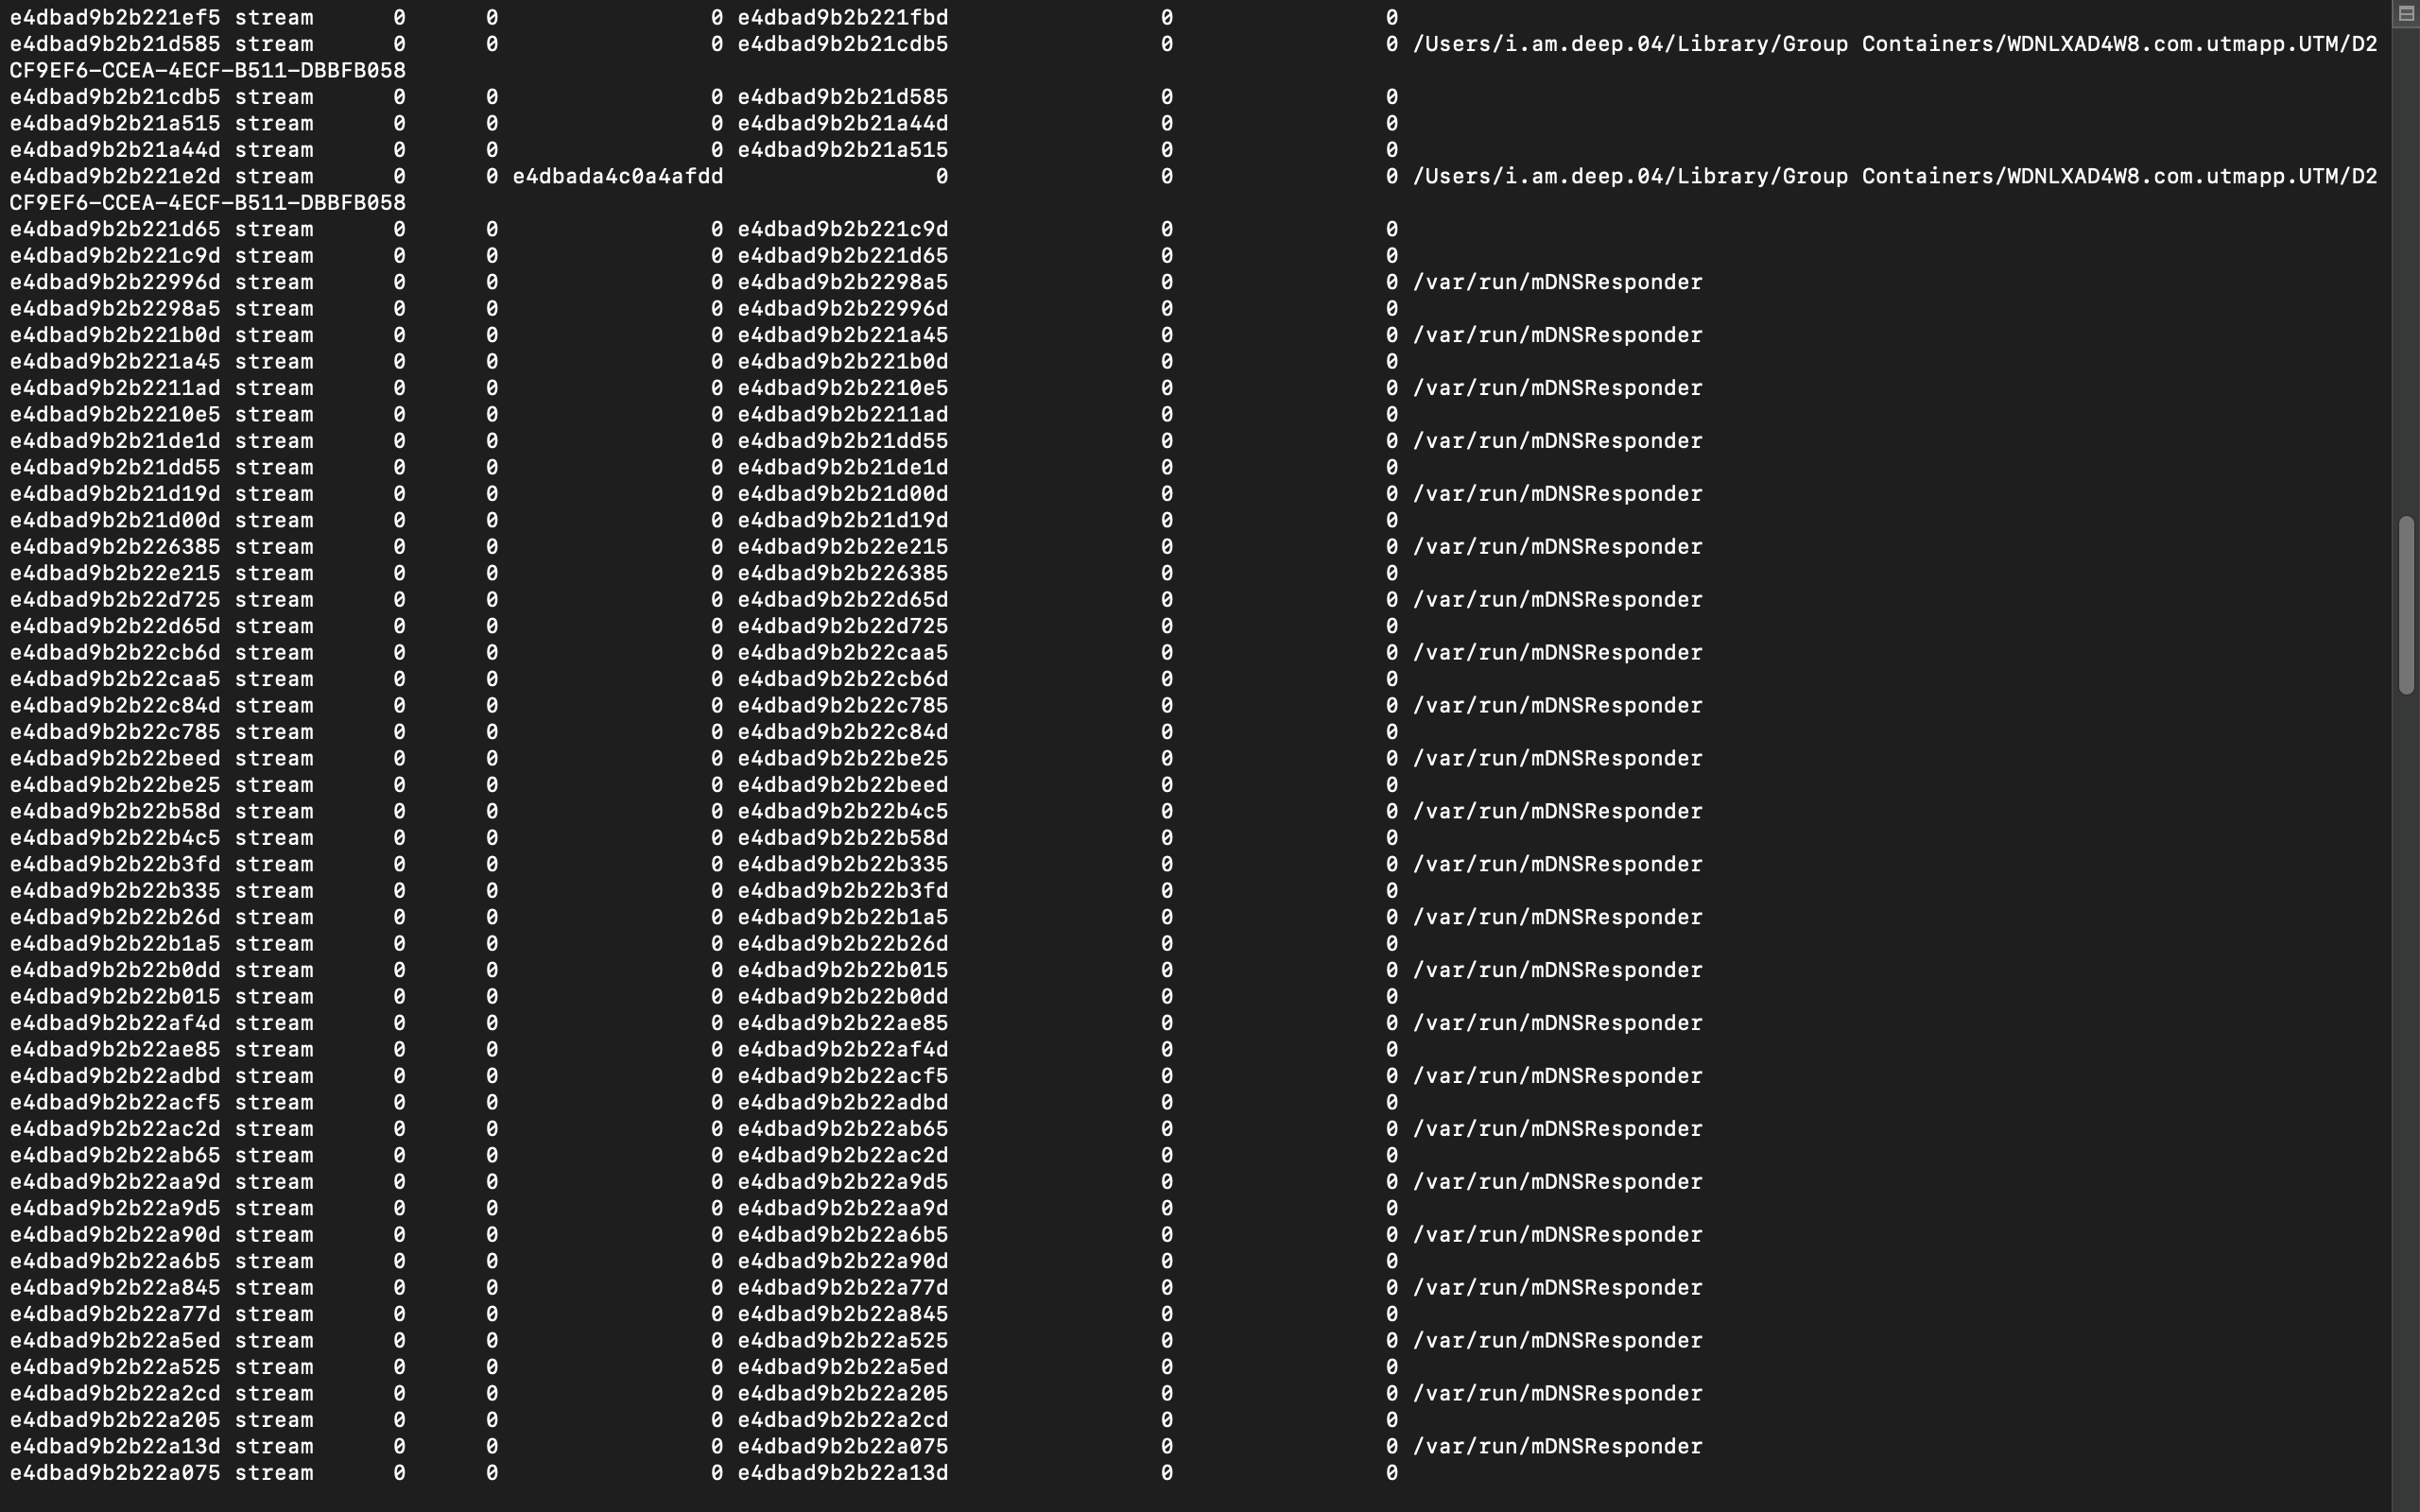 e4dbad9b2b221ef5 stream      0      0                0 e4dbad9b2b221fbd                0                0
e4dbad9b2b21d585 stream      0      0                0 e4dbad9b2b21cdb5                0                0 /Users/i.am.deep.04/Library/Group Containers/WDNLXAD4W8.com.utmapp.UTM/D2
CF9EF6-CCEA-4ECF-B511-DBBFB058
e4dbad9b2b21cdb5 stream      0      0                0 e4dbad9b2b21d585                0                0
e4dbad9b2b21a515 stream      0      0                0 e4dbad9b2b21a44d                0                0
e4dbad9b2b21a44d stream      0      0                0 e4dbad9b2b21a515                0                0
e4dbad9b2b221e2d stream      0      0 e4dbada4c0a4afdd                0                0                0 /Users/i.am.deep.04/Library/Group Containers/WDNLXAD4W8.com.utmapp.UTM/D2
CF9EF6-CCEA-4ECF-B511-DBBFB058
e4dbad9b2b221d65 stream      0      0                0 e4dbad9b2b221c9d                0                0
e4dbad9b2b221c9d stream      0      0                0 e4dbad9b2b221d65                0                0
e4dbad9b2b22996d stream      0      0                0 e4dbad9b2b2298a5                0                0 /var/run/mDNSResponder
e4dbad9b2b2298a5 stream      0      0                0 e4dbad9b2b22996d                0                0
e4dbad9b2b221b0d stream      0      0                0 e4dbad9b2b221a45                0                0 /var/run/mDNSResponder
e4dbad9b2b221a45 stream      0      0                0 e4dbad9b2b221b0d                0                0
e4dbad9b2b2211ad stream      0      0                0 e4dbad9b2b2210e5                0                0 /var/run/mDNSResponder
e4dbad9b2b2210e5 stream      0      0                0 e4dbad9b2b2211ad                0                0
e4dbad9b2b21de1d stream      0      0                0 e4dbad9b2b21dd55                0                0 /var/run/mDNSResponder
e4dbad9b2b21dd55 stream      0      0                0 e4dbad9b2b21de1d                0                0
e4dbad9b2b21d19d stream      0      0                0 e4dbad9b2b21d00d                0                0 /var/run/mDNSResponder
e4dbad9b2b21d00d stream      0      0                0 e4dbad9b2b21d19d                0                0
e4dbad9b2b226385 stream      0      0                0 e4dbad9b2b22e215                0                0 /var/run/mDNSResponder
e4dbad9b2b22e215 stream      0      0                0 e4dbad9b2b226385                0                0
e4dbad9b2b22d725 stream      0      0                0 e4dbad9b2b22d65d                0                0 /var/run/mDNSResponder
e4dbad9b2b22d65d stream      0      0                0 e4dbad9b2b22d725                0                0
e4dbad9b2b22cb6d stream      0      0                0 e4dbad9b2b22caa5                0                0 /var/run/mDNSResponder
e4dbad9b2b22caa5 stream      0      0                0 e4dbad9b2b22cb6d                0                0
e4dbad9b2b22c84d stream      0      0                0 e4dbad9b2b22c785                0                0 /var/run/mDNSResponder
e4dbad9b2b22c785 stream      0      0                0 e4dbad9b2b22c84d                0                0
e4dbad9b2b22beed stream      0      0                0 e4dbad9b2b22be25                0                0 /var/run/mDNSResponder
e4dbad9b2b22be25 stream      0      0                0 e4dbad9b2b22beed                0                0
e4dbad9b2b22b58d stream      0      0                0 e4dbad9b2b22b4c5                0                0 /var/run/mDNSResponder
e4dbad9b2b22b4c5 stream      0      0                0 e4dbad9b2b22b58d                0                0
e4dbad9b2b22b3fd stream      0      0                0 e4dbad9b2b22b335                0                0 /var/run/mDNSResponder
e4dbad9b2b22b335 stream      0      0                0 e4dbad9b2b22b3fd                0                0
e4dbad9b2b22b26d stream      0      0                0 e4dbad9b2b22b1a5                0                0 /var/run/mDNSResponder
e4dbad9b2b22b1a5 stream      0      0                0 e4dbad9b2b22b26d                0                0
e4dbad9b2b22b0dd stream      0      0                0 e4dbad9b2b22b015                0                0 /var/run/mDNSResponder
e4dbad9b2b22b015 stream      0      0                0 e4dbad9b2b22b0dd                0                0
e4dbad9b2b22af4d stream      0      0                0 e4dbad9b2b22ae85                0                0 /var/run/mDNSResponder
e4dbad9b2b22ae85 stream      0      0                0 e4dbad9b2b22af4d                0                0
e4dbad9b2b22adbd stream      0      0                0 e4dbad9b2b22acf5                0                0 /var/run/mDNSResponder
e4dbad9b2b22acf5 stream      0      0                0 e4dbad9b2b22adbd                0                0
e4dbad9b2b22ac2d stream      0      0                0 e4dbad9b2b22ab65                0                0 /var/run/mDNSResponder
e4dbad9b2b22ab65 stream      0      0                0 e4dbad9b2b22ac2d                0                0
e4dbad9b2b22aa9d stream      0      0                0 e4dbad9b2b22a9d5                0                0 /var/run/mDNSResponder
e4dbad9b2b22a9d5 stream      0      0                0 e4dbad9b2b22aa9d                0                0
e4dbad9b2b22a90d stream      0      0                0 e4dbad9b2b22a6b5                0                0 /var/run/mDNSResponder
e4dbad9b2b22a6b5 stream      0      0                0 e4dbad9b2b22a90d                0                0
e4dbad9b2b22a845 stream      0      0                0 e4dbad9b2b22a77d                0                0 /var/run/mDNSResponder
e4dbad9b2b22a77d stream      0      0                0 e4dbad9b2b22a845                0                0
e4dbad9b2b22a5ed stream      0      0                0 e4dbad9b2b22a525                0                0 /var/run/mDNSResponder
e4dbad9b2b22a525 stream      0      0                0 e4dbad9b2b22a5ed                0                0
e4dbad9b2b22a2cd stream      0      0                0 e4dbad9b2b22a205                0                0 /var/run/mDNSResponder
e4dbad9b2b22a205 stream      0      0                0 e4dbad9b2b22a2cd                0                0
e4dbad9b2b22a13d stream      0      0                0 e4dbad9b2b22a075                0                0 /var/run/mDNSResponder
e4dbad9b2b22a075 stream      0      0                0 e4dbad9b2b22a13d                0                0